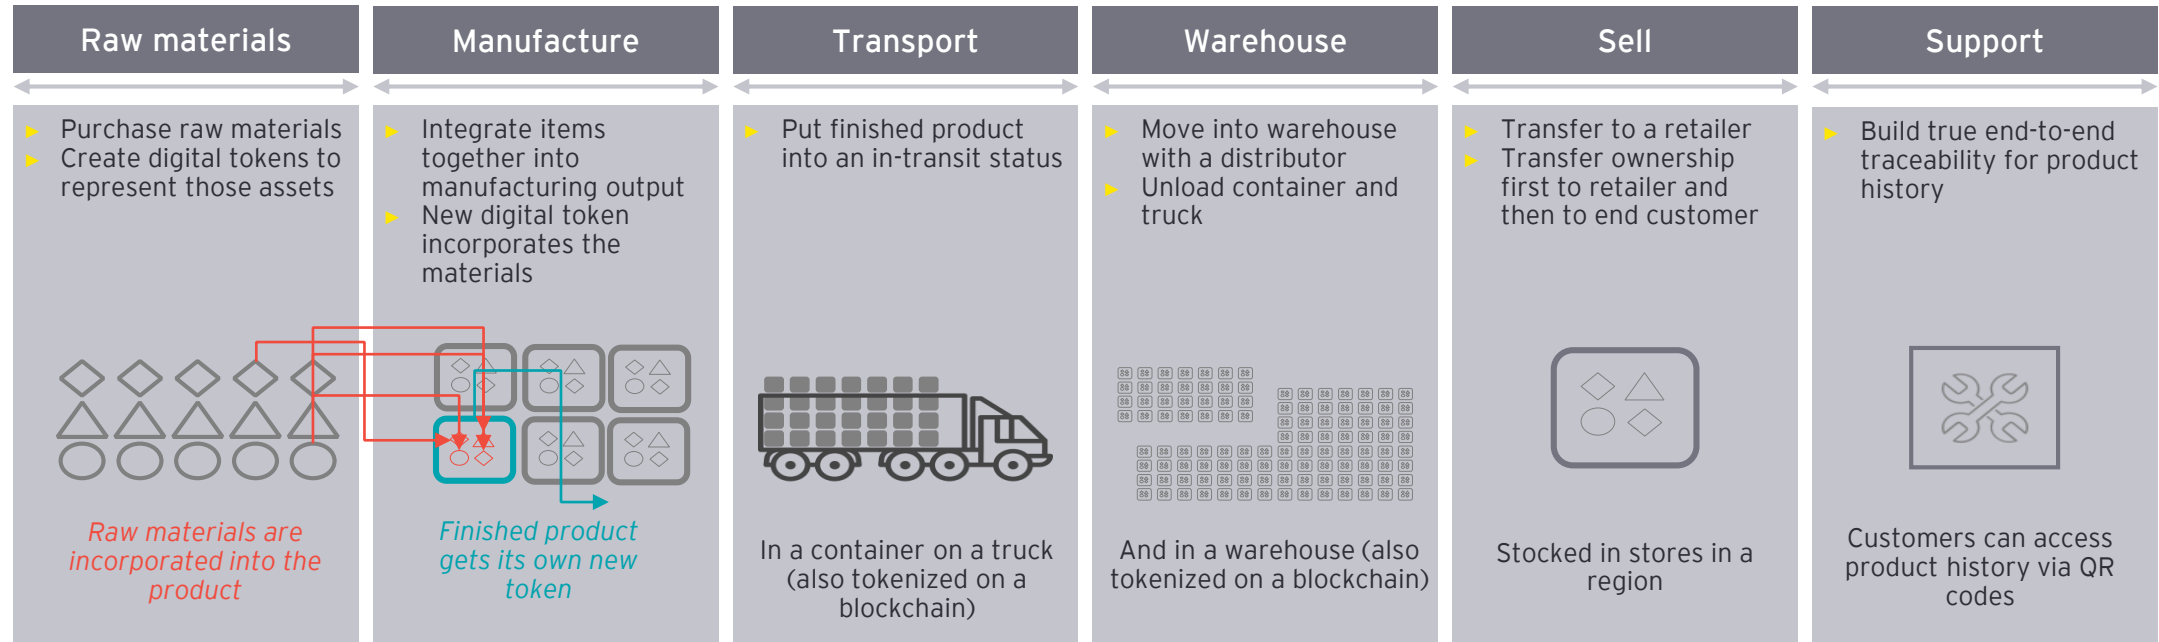 Raw materials
Manufacture
Transport
Warehouse
Sell
Support
Purchase raw materials
Create digital tokens to
represent those assets
Raw materials are
incorporated into the
product
Integrate items
together into
manufacturing output
New digital token
incorporates the
materials
Finished product
gets its own new
token
Put finished product
into an in-transit status
In a container on a truck
(also tokenized on a
blockchain)
Move into warehouse
with a distributor
Unload container and
truck
And in a warehouse (also
tokenized on a blockchain)
Transfer to a retailer
Transfer ownership
first to retailer and
then to end customer
Stocked in stores in a
region
Build true end-to-end
traceability for product
history
Customers can access
product history via QR
codes